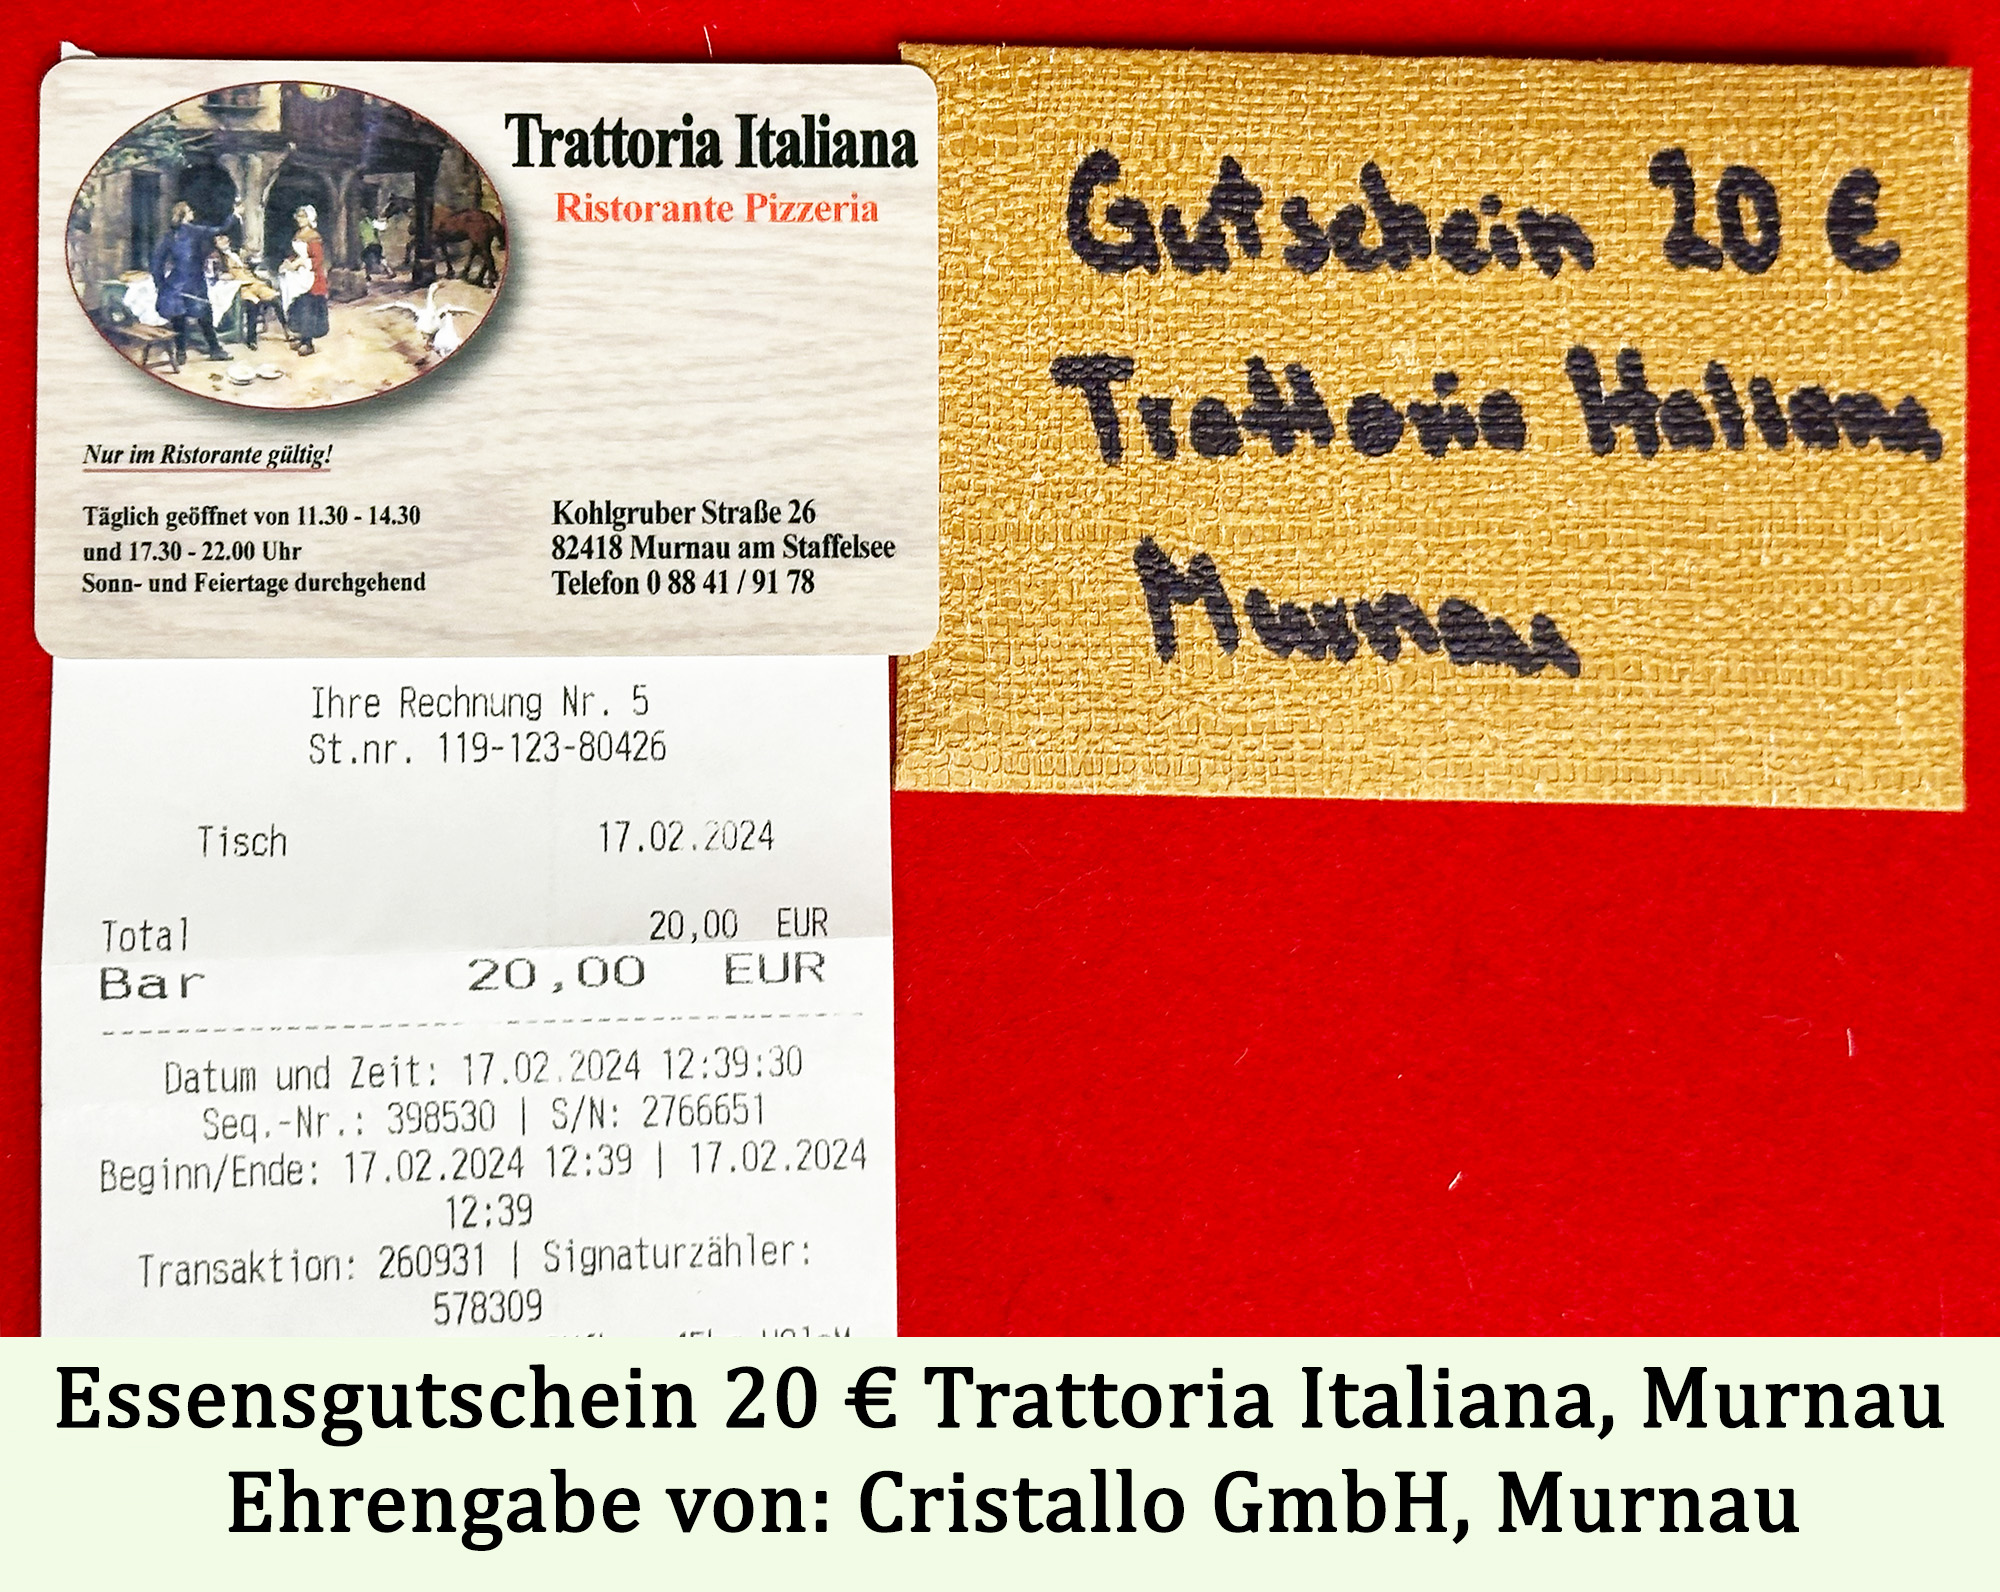 Trattoria Italiana
Ristorante Pizzeria
Nur im Ristorante gültig!
Täglich geöffnet von 11.30 - 14.30
und 17.30 - 22.00 Uhr
Sonn- und Feiertage durchgehend
Kohlgruber Straße 26
82418 Murnau am Staffelsee
Telefon 0 88 41 / 91 78
Gutschein 20 €
Trattoria Italiana
Murnau
Ihre Rechnung Nr. 5
St.nr. 119-123-80426
Tisch 17.02.2024
Total 20,00 EUR
Bar 20,00 EUR
Datum und Zeit: 17.02.2024 12:39:30
Seq.-Nr.: 398530 | S/N: 2766651
Beginn/Ende: 17.02.2024 12:39 | 17.02.2024
12:39
Transaktion: 260931 | Signaturzähler:
578309
Essensgutschein 20 € Trattoria Italiana, Murnau
Ehrengabe von: Cristallo GmbH, Murnau